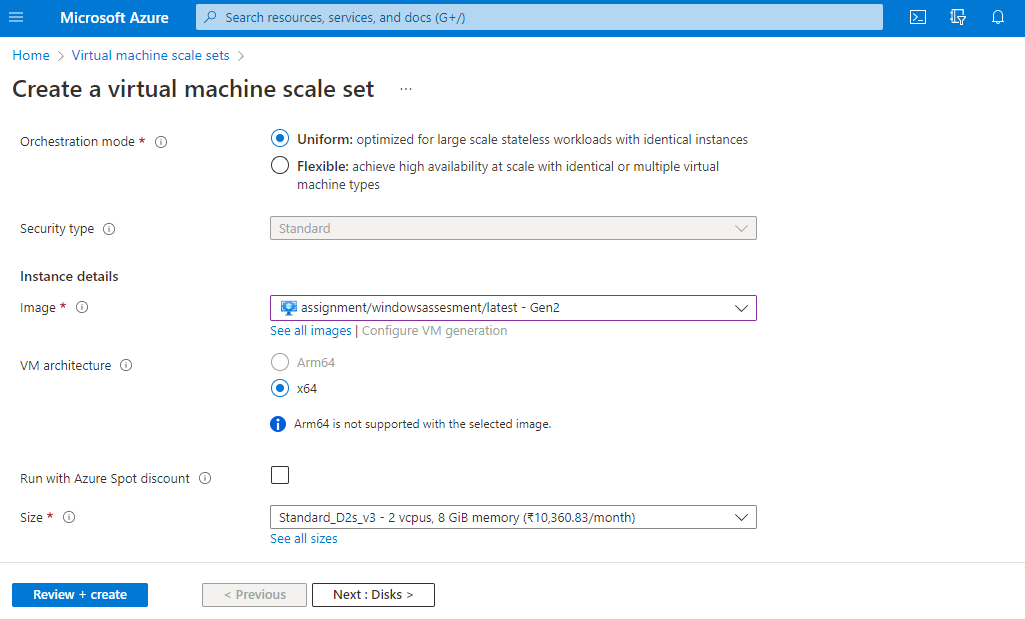 Microsoft Azure
Search resources, services, and docs (G+/)
Home > Virtual machine scale sets >
Create a virtual machine scale set ...
Orchestration mode *
Uniform: optimized for large scale stateless workloads with identical instances
Flexible: achieve high availability at scale with identical or multiple virtual
machine types
Security type
Standard
Instance details
Image *
assignment/windowsassesment/latest - Gen2
See all images | Configure VM generation
VM architecture
Arm64
x64
Arm64 is not supported with the selected image.
Run with Azure Spot discount
Size *
Standard_D2s_v3 - 2 vcpus, 8 GiB memory (₹10,360.83/month)
See all sizes
Review + create
< Previous
Next : Disks >